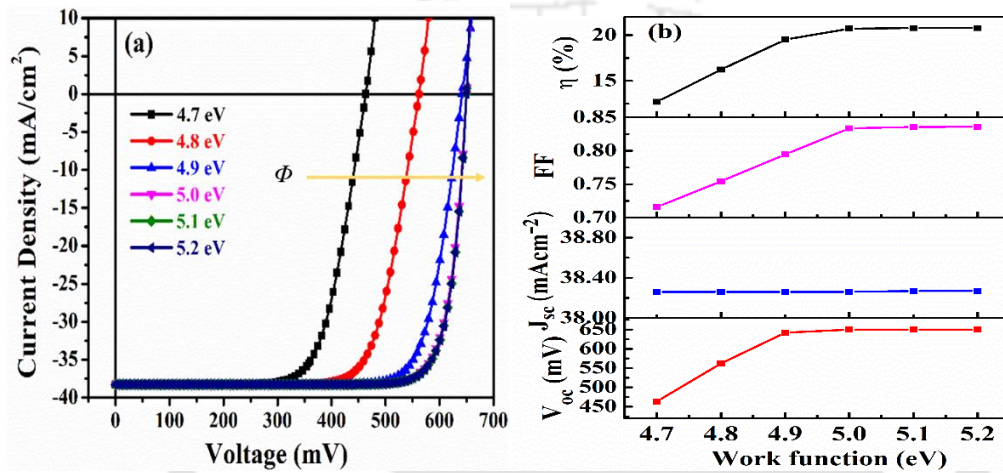 (a)
Current Density (mA/cm²)
10
5
0
-5
-10
-15
-20
-25
-30
-35
-40
4.7 eV
4.8 eV
4.9 eV
5.0 eV
5.1 eV
5.2 eV
Φ
0 100 200 300 400 500 600 700
Voltage (mV)
(b)
η (%)
20
15
FF
0.85
0.80
0.75
0.70
J_sc (mAcm⁻²)
38.80
38.40
38.00
V_oc (mV)
650
600
550
500
450
4.7 4.8 4.9 5.0 5.1 5.2
Work function (eV)